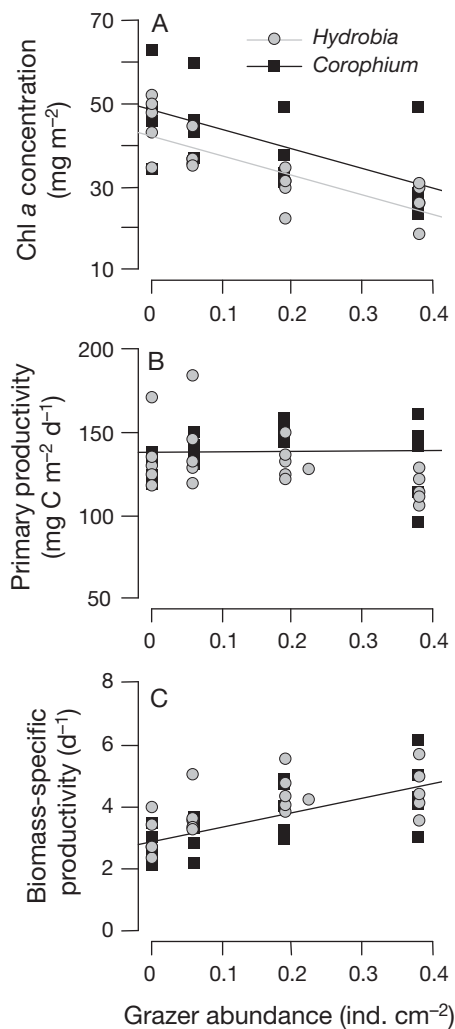 A
Hydrobia
Corophium
Chl a concentration
(mg m–2)
70
50
30
10
0 0.1 0.2 0.3 0.4
B
Primary productivity
(mg C m–2 d–1)
200
150
100
50
0 0.1 0.2 0.3 0.4
C
Biomass-specific
productivity (d–1)
8
6
4
2
0
0 0.1 0.2 0.3 0.4
Grazer abundance (ind. cm–2)